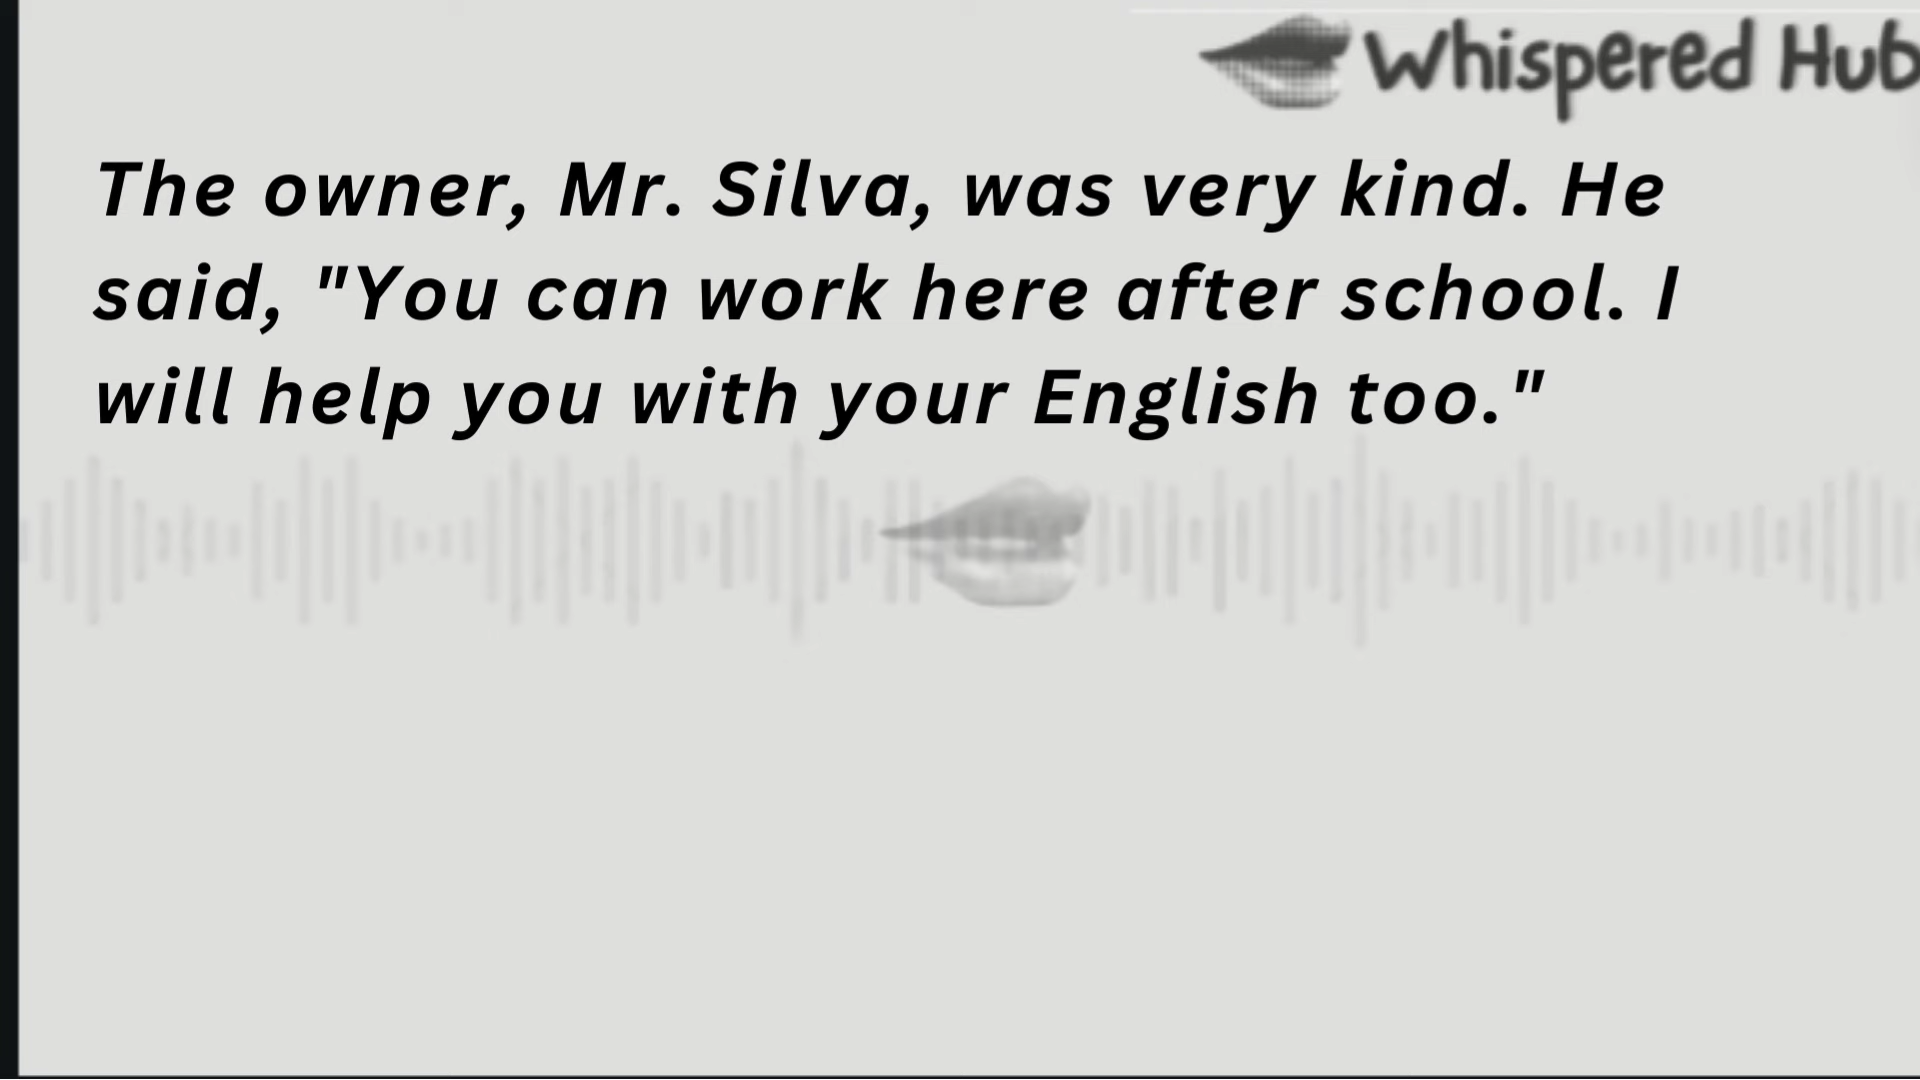 Whispered Hub
The owner, Mr. Silva, was very kind. He
said, "You can work here after school. I
will help you with your English too."